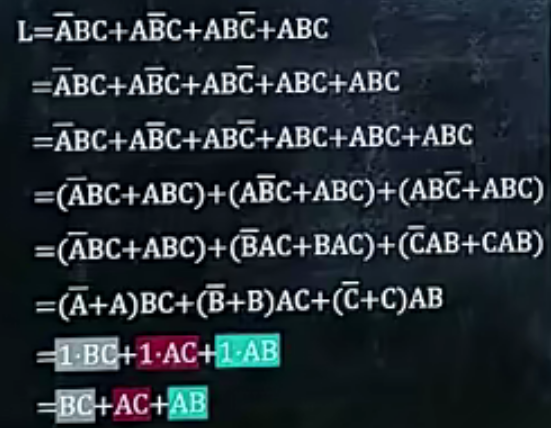 L=A̅BC+AB̅C+ABC̅+ABC
=A̅BC+AB̅C+ABC̅+ABC+ABC
=A̅BC+AB̅C+ABC̅+ABC+ABC+ABC
=(A̅BC+ABC)+(AB̅C+ABC)+(ABC̅+ABC)
=(A̅BC+ABC)+(B̅AC+BAC)+(C̅AB+CAB)
=(A̅+A)BC+(B̅+B)AC+(C̅+C)AB
=1·BC+1·AC+1·AB
=BC+AC+AB